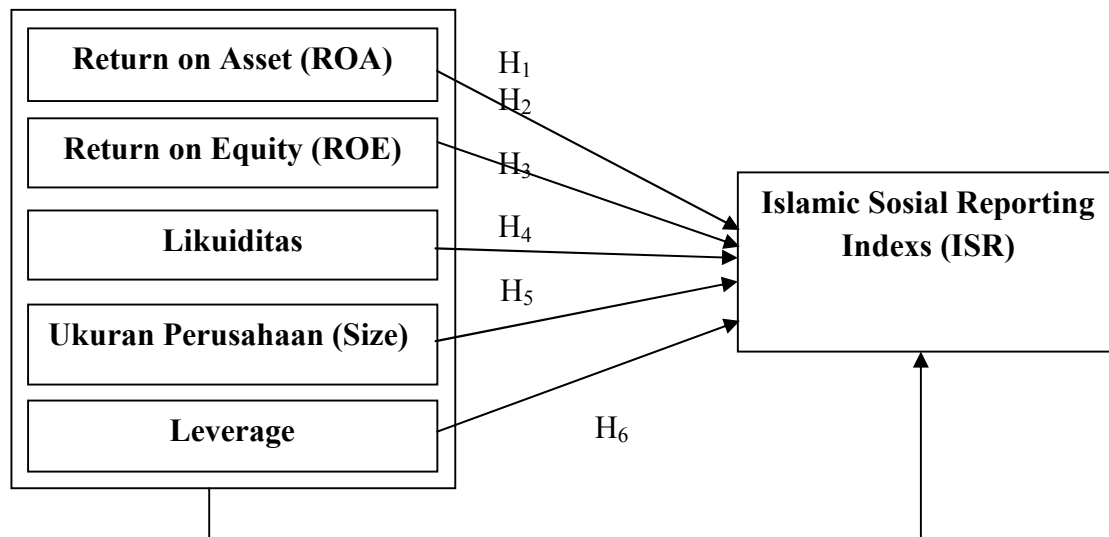 Return on Asset (ROA)
H1
H2
Return on Equity (ROE)
H3
Islamic Sosial Reporting
Indexs (ISR)
Likuiditas
H4
H5
Ukuran Perusahaan (Size)
Leverage
H6